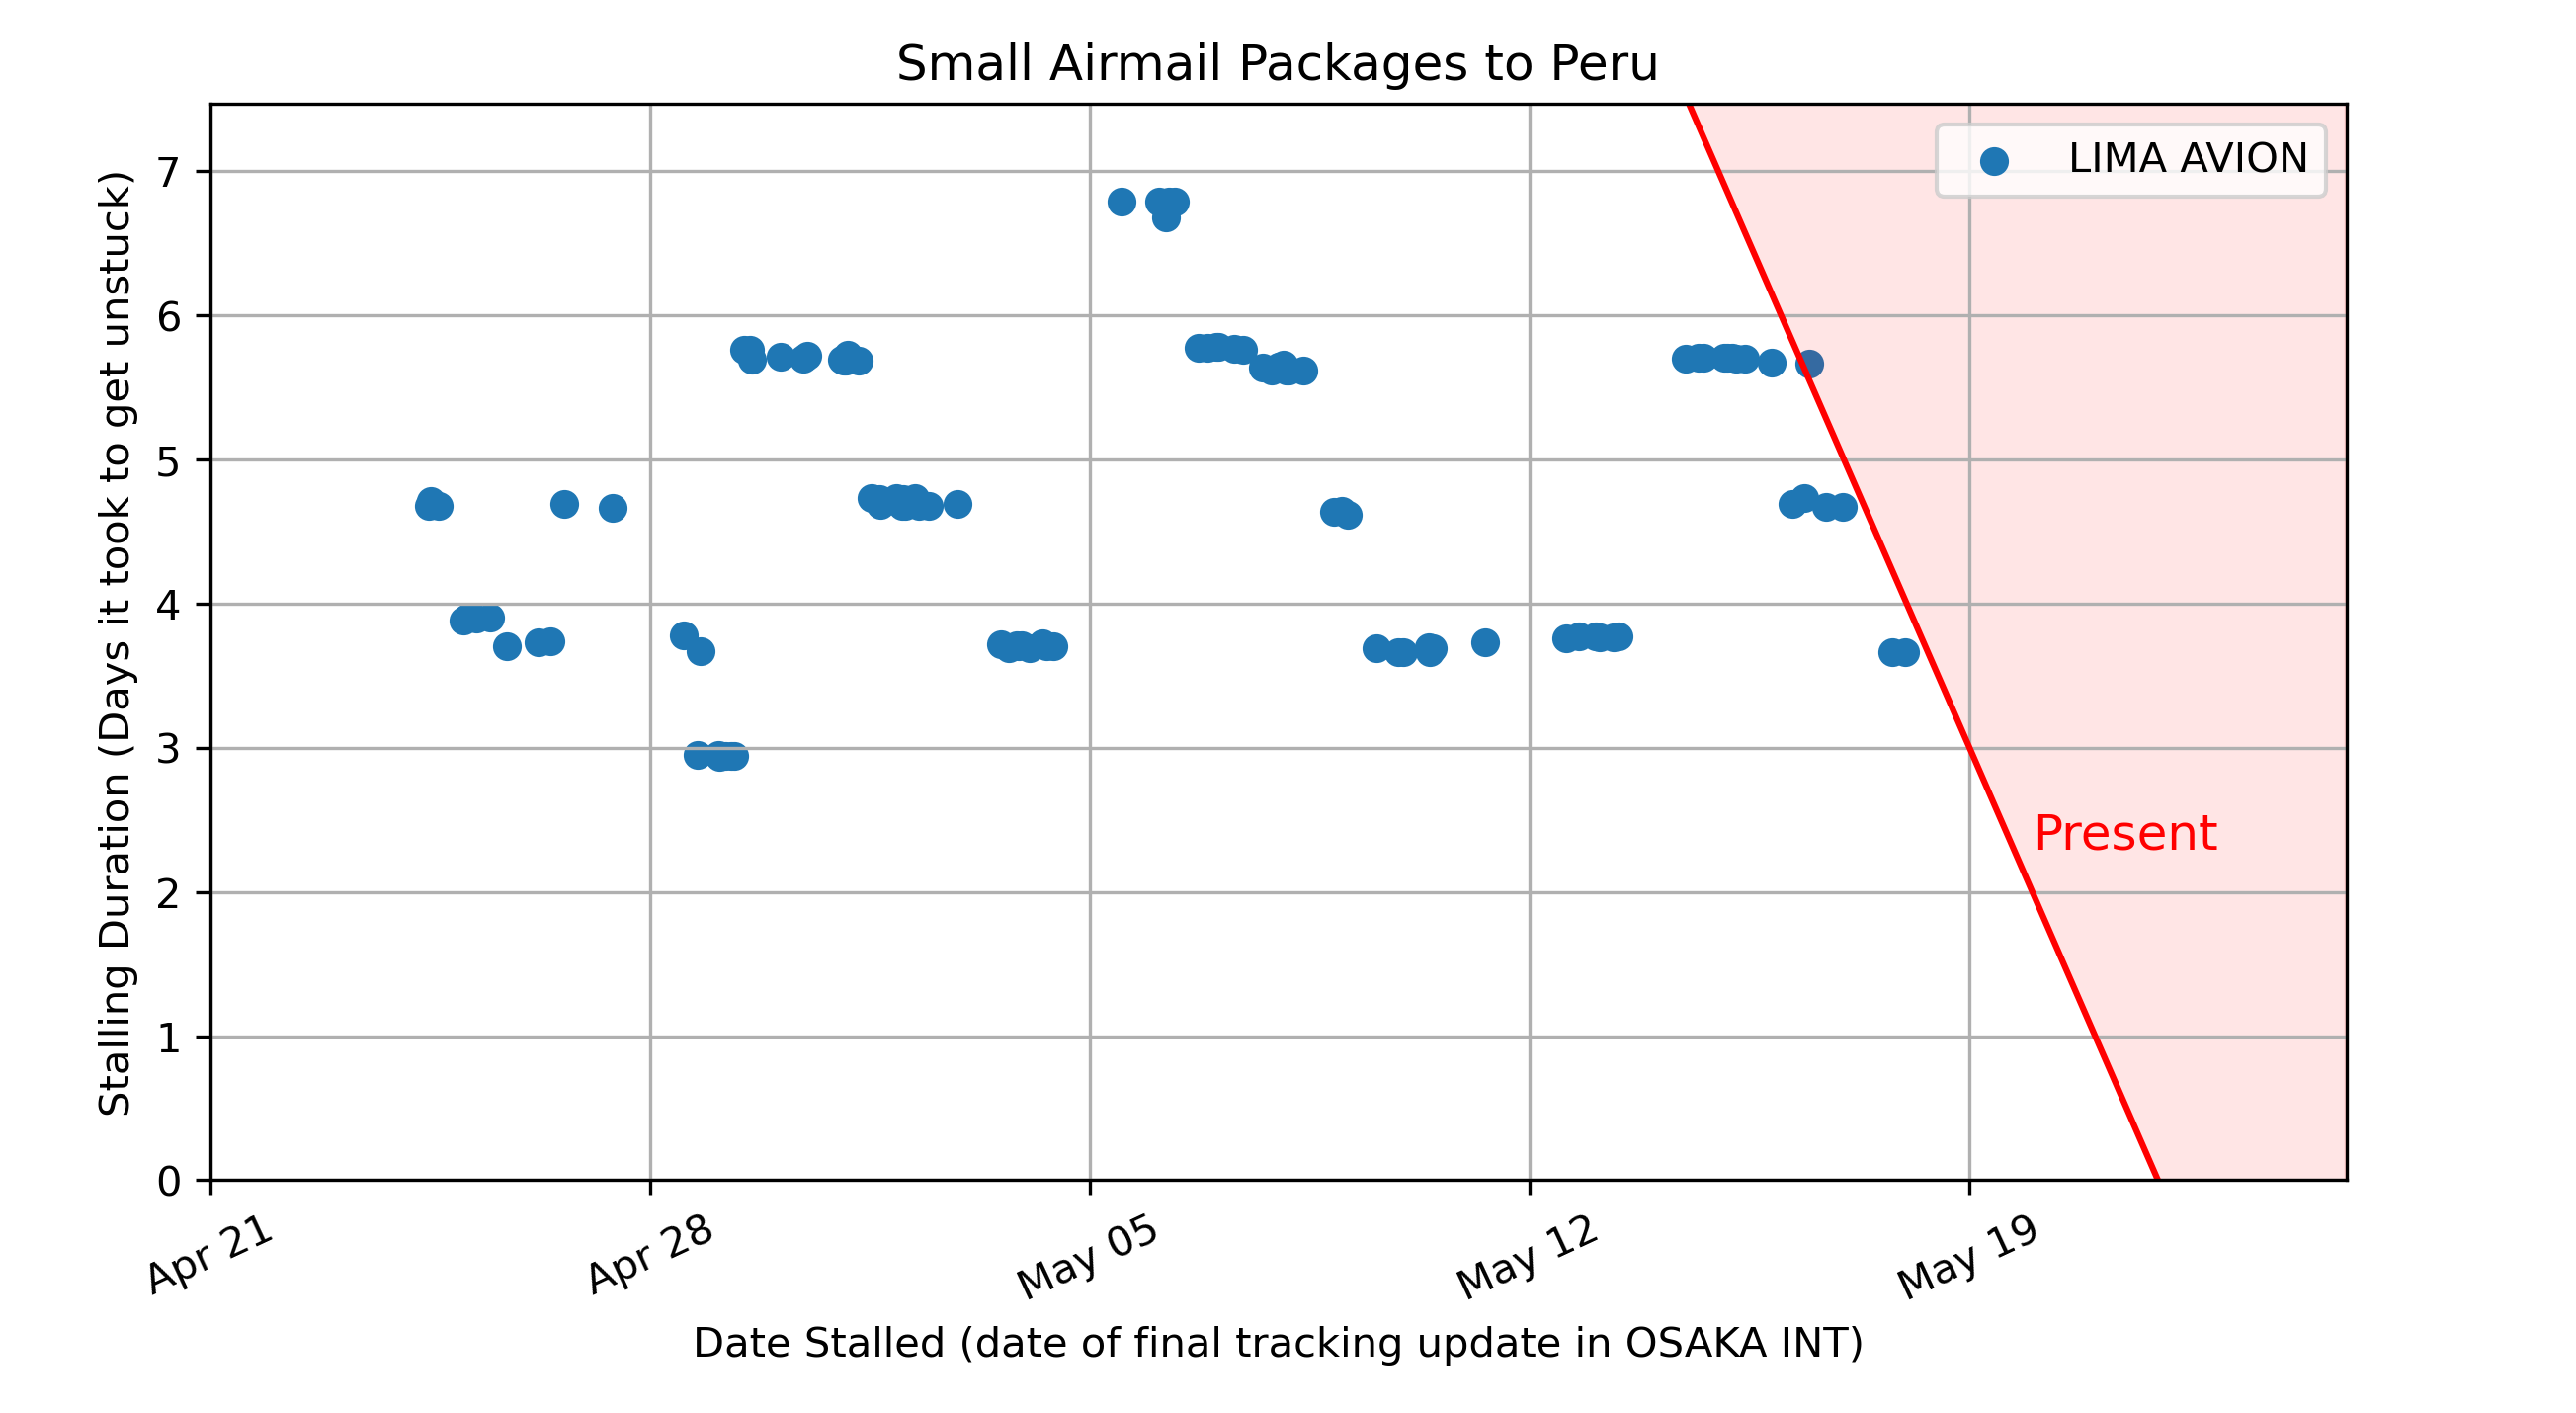 Small Airmail Packages to Peru
LIMA AVION
Stalling Duration (Days it took to get unstuck)
7
6
5
4
3
2
1
0
Present
Apr 21
Apr 28
May 05
May 12
May 19
Date Stalled (date of final tracking update in OSAKA INT)